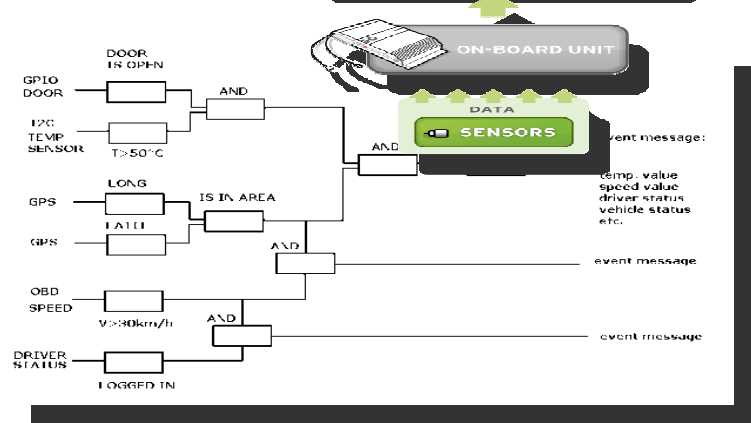 ON-BOARD UNIT
DATA
SENSORS
DOOR
IS OPEN
GPIO
DOOR
AND
I2C
TEMP
SENSOR
T>50°C
AND
event message:
temp. value
speed value
driver status
vehicle status
etc.
LONG
GPS
IS IN AREA
LATIT
GPS
AND
event message
OBD
SPEED
V>30km/h
AND
event message
DRIVER
STATUS
LOGGED IN